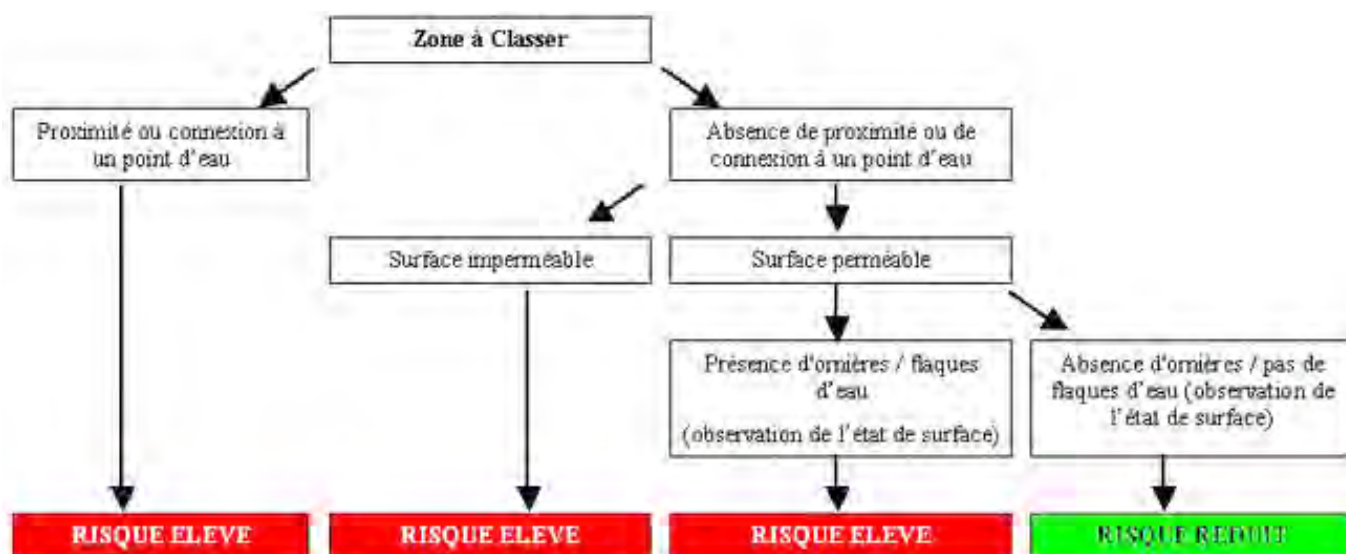 Zone à Classer
Proximité ou connexion à
un point d'eau
Absence de proximité ou de
connexion à un point d'eau
Surface imperméable
Surface perméable
Présence d'ornières / flaques
d'eau
(observation de l'état de surface)
Absence d'ornières / pas de
flaques d'eau (observation de
l'état de surface)
RISQUE ELEVE
RISQUE ELEVE
RISQUE ELEVE
RISQUE REDUIT